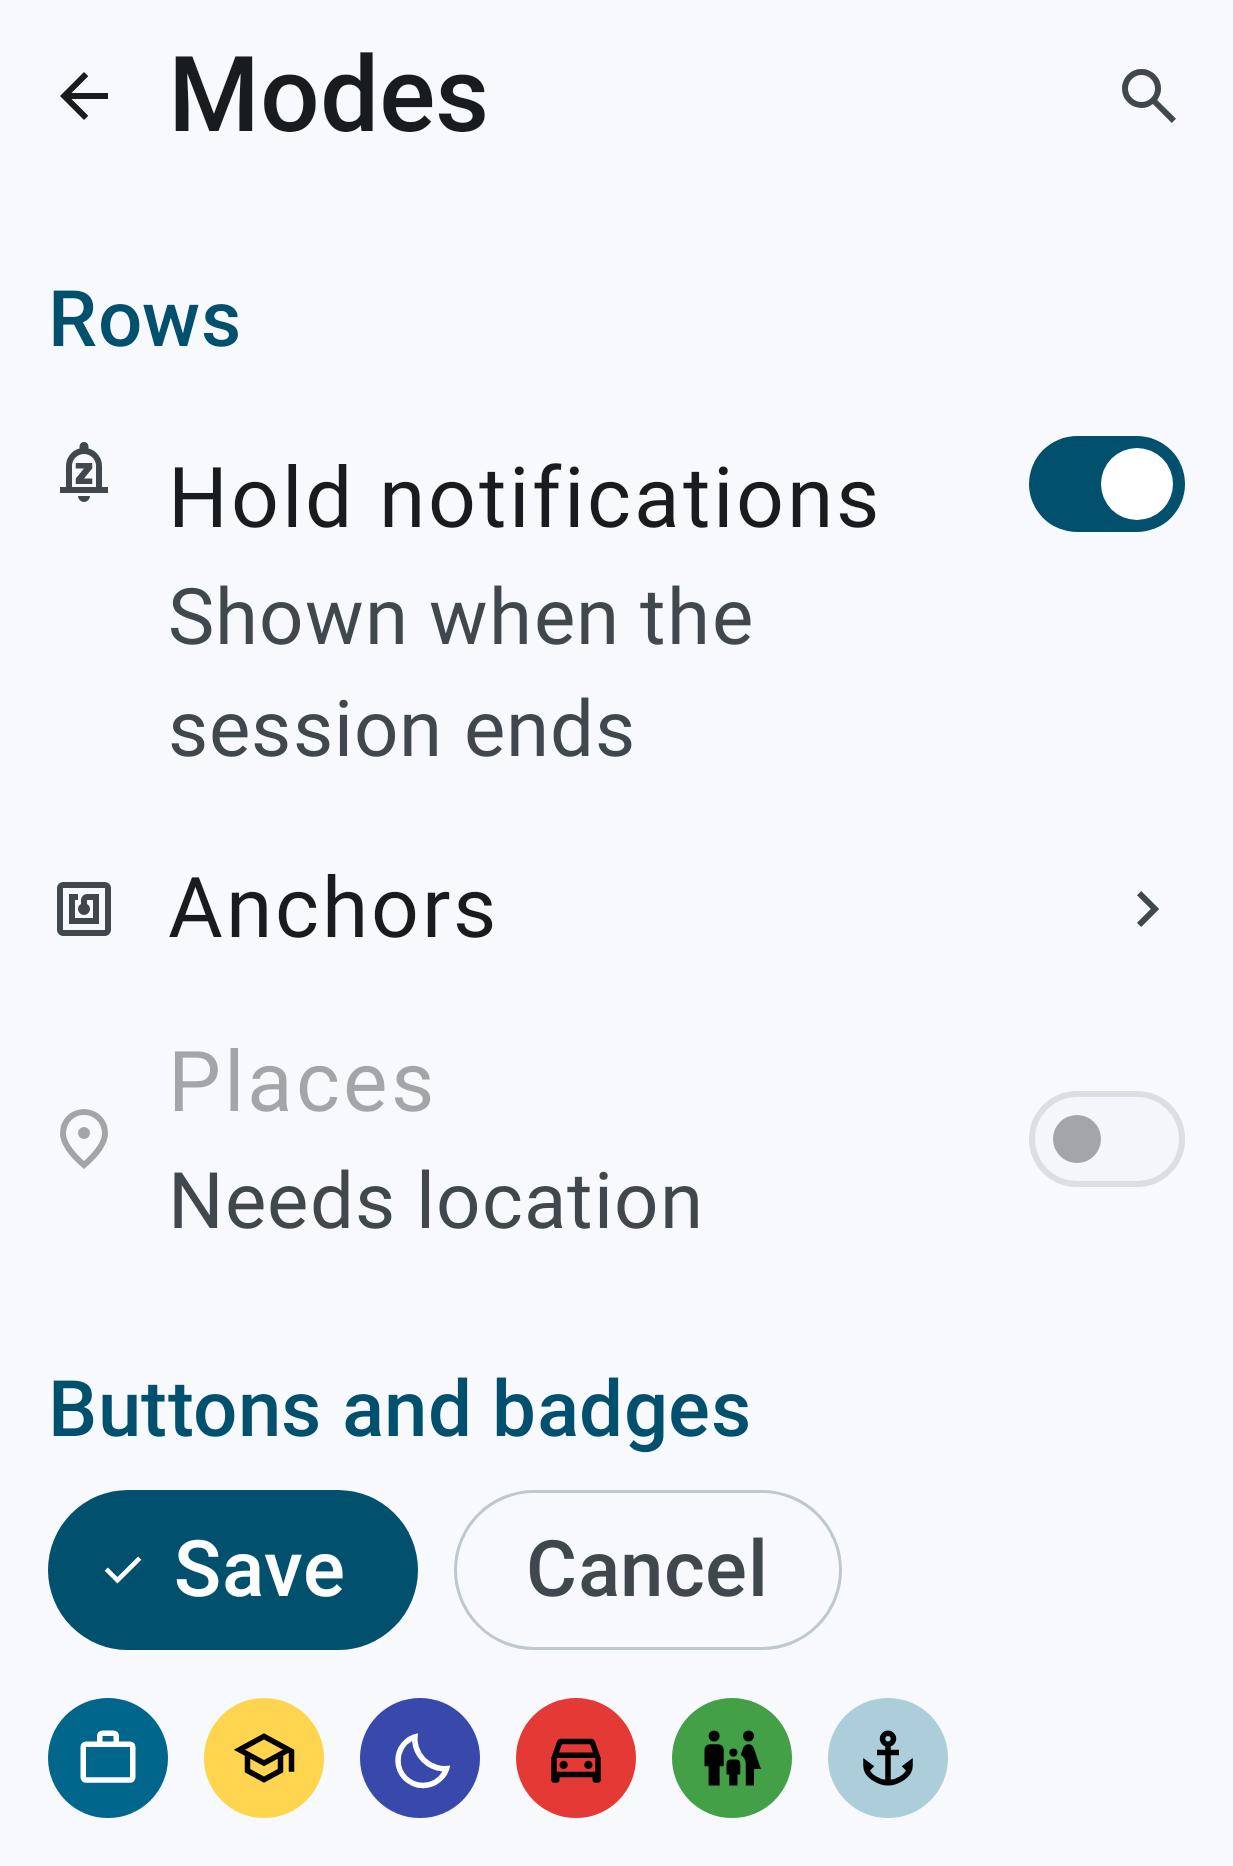 Modes
Rows
Hold notifications
Shown when the
session ends
Anchors
Places
Needs location
Buttons and badges
Save
Cancel